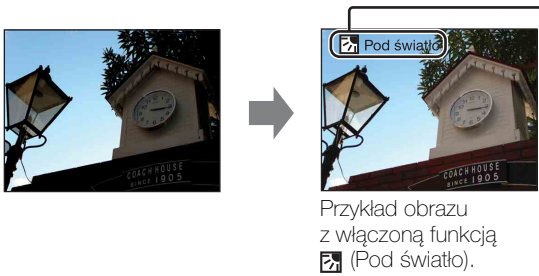 Pod światło
COACH HOUSE
SINCE 1905
COACH HOUSE
SINCE 1905
Przykład obrazu
z włączoną funkcją
(Pod światło).